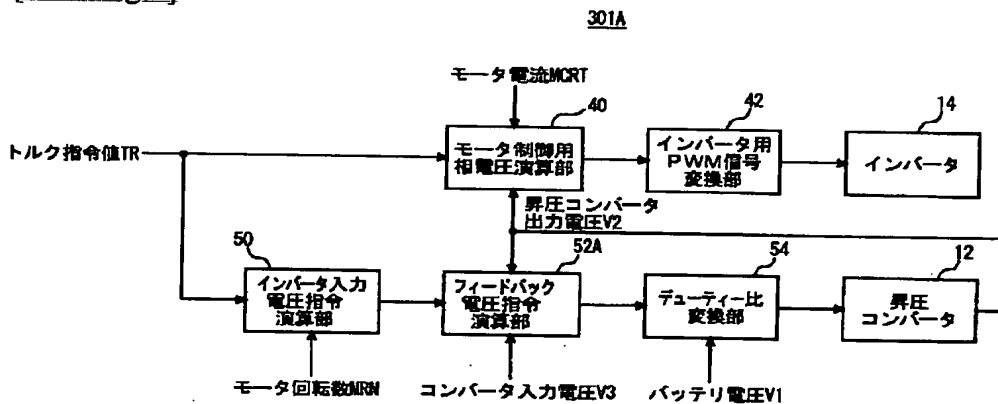 301A
モータ電流MCRT
40
42
14
トルク指令値TR
モータ制御用
相電圧演算部
インバータ用
PWM信号
変換部
インバータ
昇圧コンバータ
出力電圧V2
50
52A
54
12
インバータ入力
電圧指令
演算部
フィードバック
電圧指令
演算部
デューティー比
変換部
昇圧
コンバータ
モータ回転数MRN
コンバータ入力電圧V3
バッテリ電圧V1